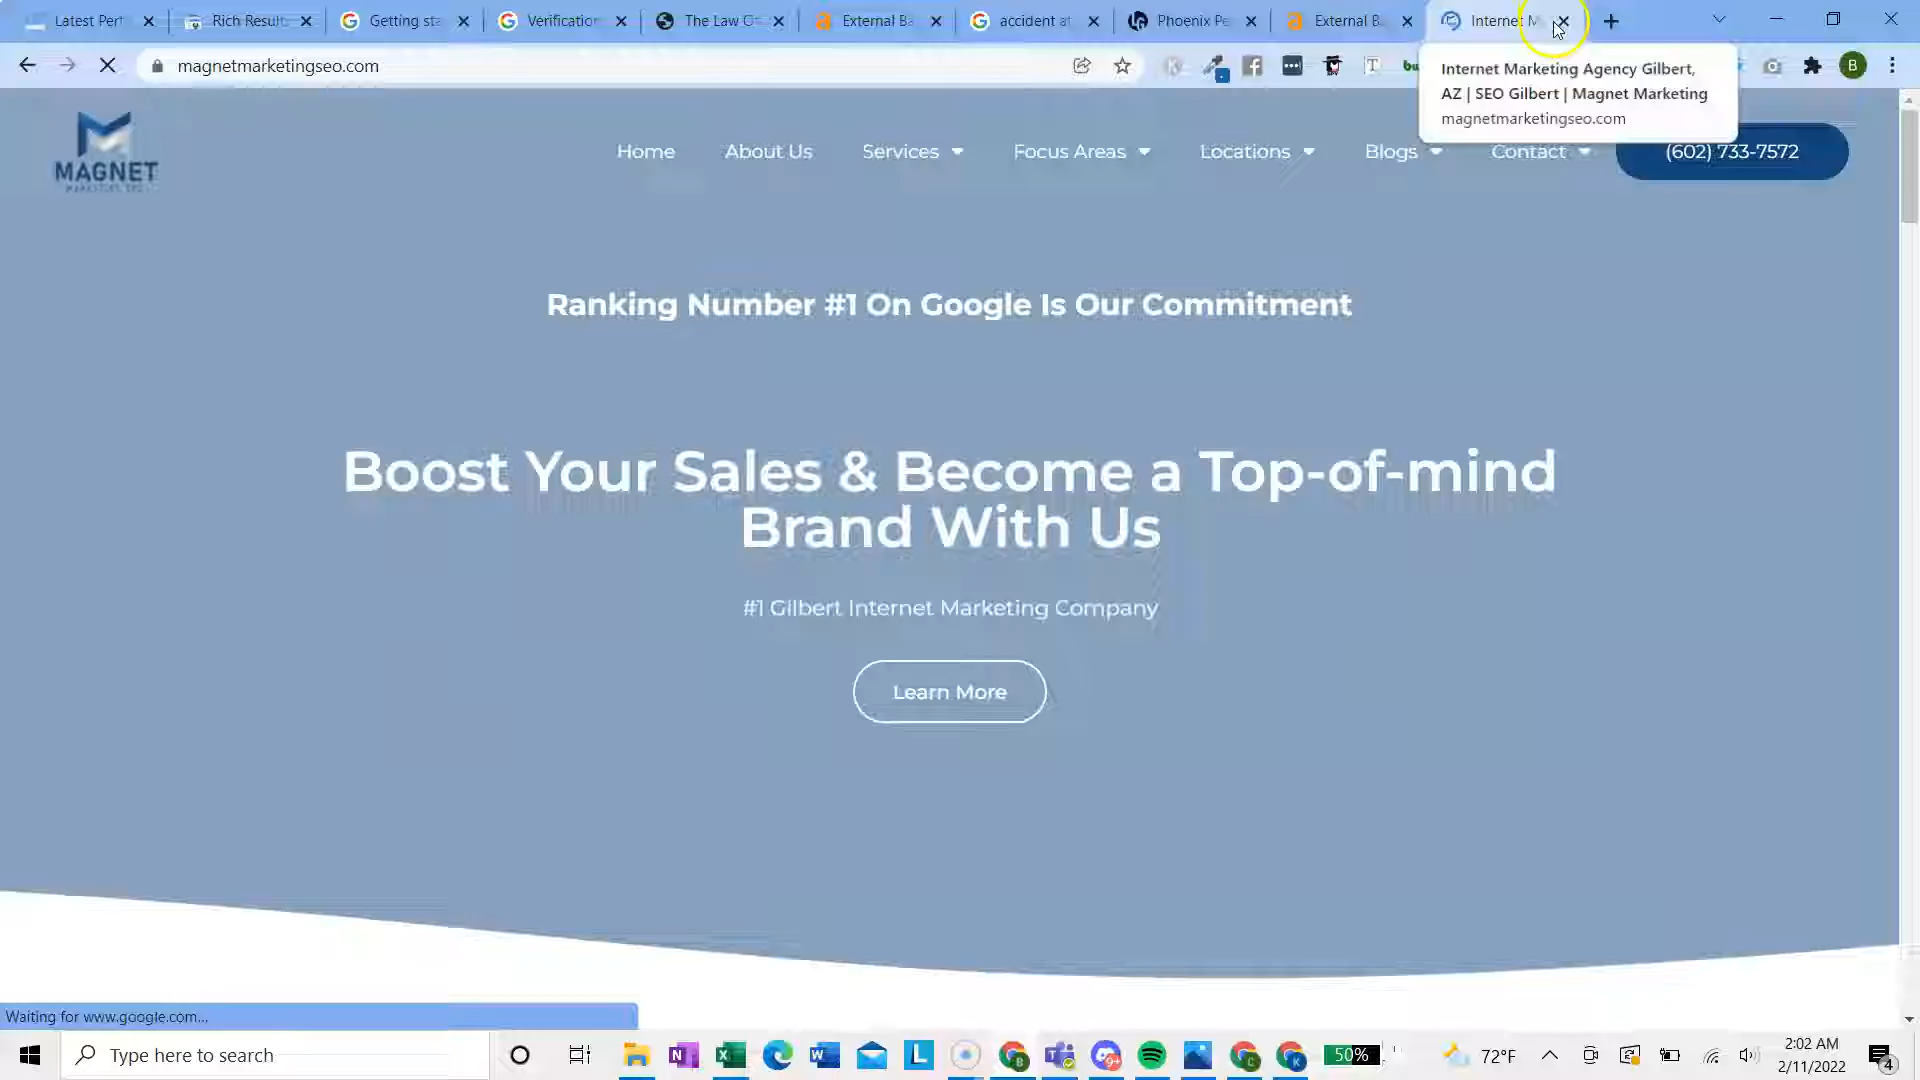 Latest Perf
Rich Result
Getting sta
Verification
The Law Of
External Ba
accident at
Phoenix Pe
External B
Internet M
magnetmarketingseo.com
B
Internet Marketing Agency Gilbert,
AZ | SEO Gilbert | Magnet Marketing
magnetmarketingseo.com
MAGNET
Home
About Us
Services
Focus Areas
Locations
Blogs
Contact
(602) 733-7572
Ranking Number #1 On Google Is Our Commitment
Boost Your Sales & Become a Top-of-mind
Brand With Us
#1 Gilbert Internet Marketing Company
Learn More
Waiting for www.google.com...
Type here to search
50%
72°F
2:02 AM
2/11/2022
4